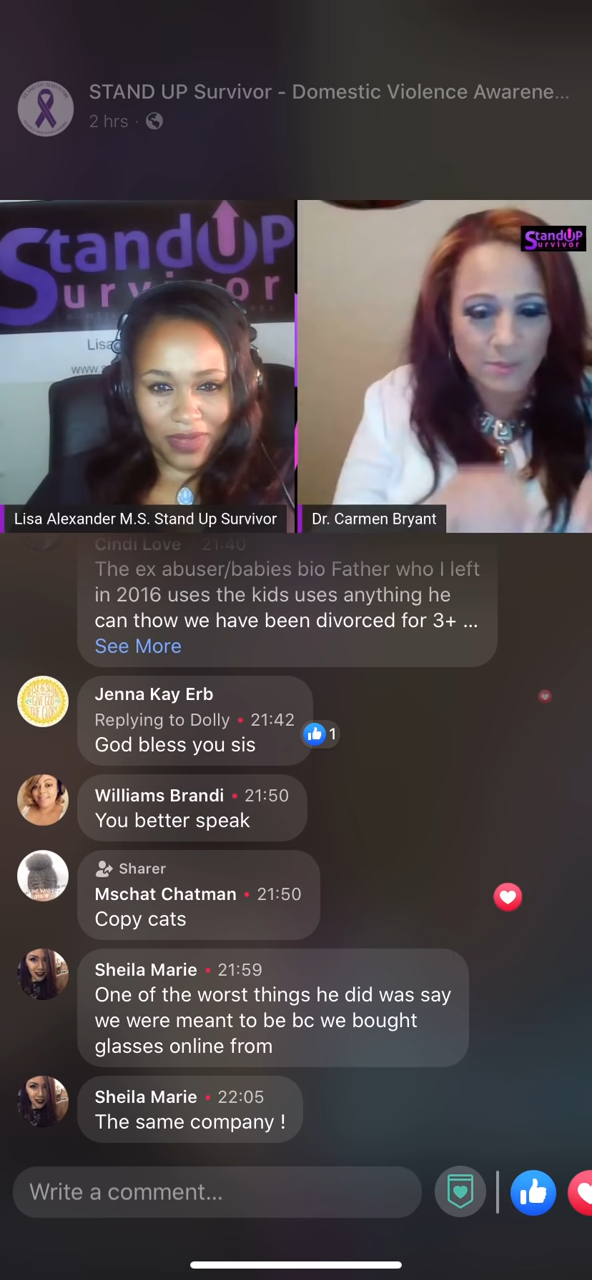 STAND UP Survivor - Domestic Violence Awarene...
2 hrs ·
StandUP
Survivor
Lisa
www.s
StandUP
Survivor
Lisa Alexander M.S. Stand Up Survivor
Dr. Carmen Bryant
Cindi Love 21:40
The ex abuser/babies bio Father who I left
in 2016 uses the kids uses anything he
can thow we have been divorced for 3+ ...
See More
Jenna Kay Erb
Replying to Dolly • 21:42
God bless you sis
1
Williams Brandi • 21:50
You better speak
Sharer
Mschat Chatman • 21:50
Copy cats
Sheila Marie • 21:59
One of the worst things he did was say
we were meant to be bc we bought
glasses online from
Sheila Marie • 22:05
The same company !
Write a comment...